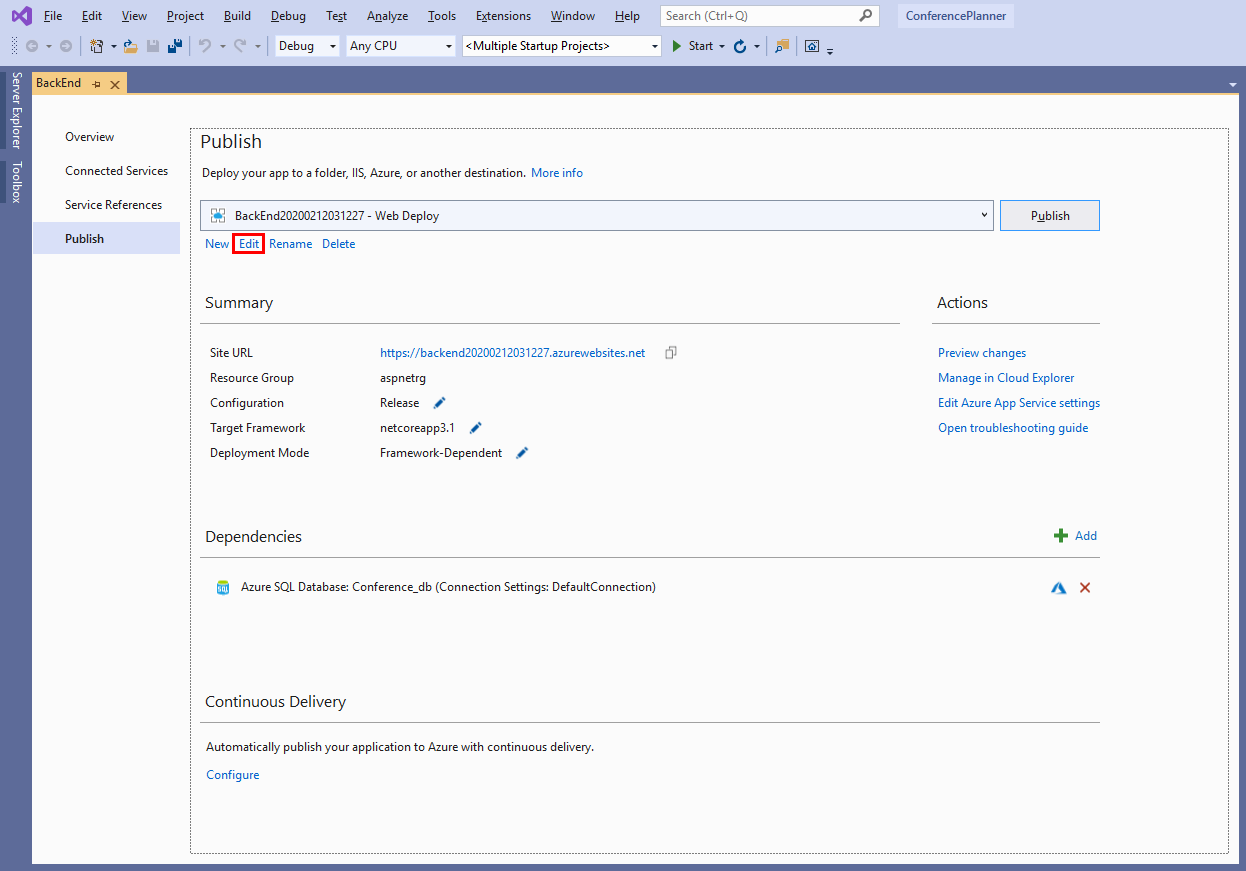 File Edit View Project Build Debug Test Analyze Tools Extensions Window Help Search (Ctrl+Q) ConferencePlanner
Debug Any CPU <Multiple Startup Projects> Start
Server Explorer
Toolbox
BackEnd
Overview
Connected Services
Service References
Publish
Publish
Deploy your app to a folder, IIS, Azure, or another destination. More info
BackEnd20200212031227 - Web Deploy Publish
New Edit Rename Delete
Summary
Site URL https://backend20200212031227.azurewebsites.net
Resource Group aspnetrg
Configuration Release
Target Framework netcoreapp3.1
Deployment Mode Framework-Dependent
Actions
Preview changes
Manage in Cloud Explorer
Edit Azure App Service settings
Open troubleshooting guide
Dependencies Add
SQL Azure SQL Database: Conference_db (Connection Settings: DefaultConnection)
Continuous Delivery
Automatically publish your application to Azure with continuous delivery.
Configure